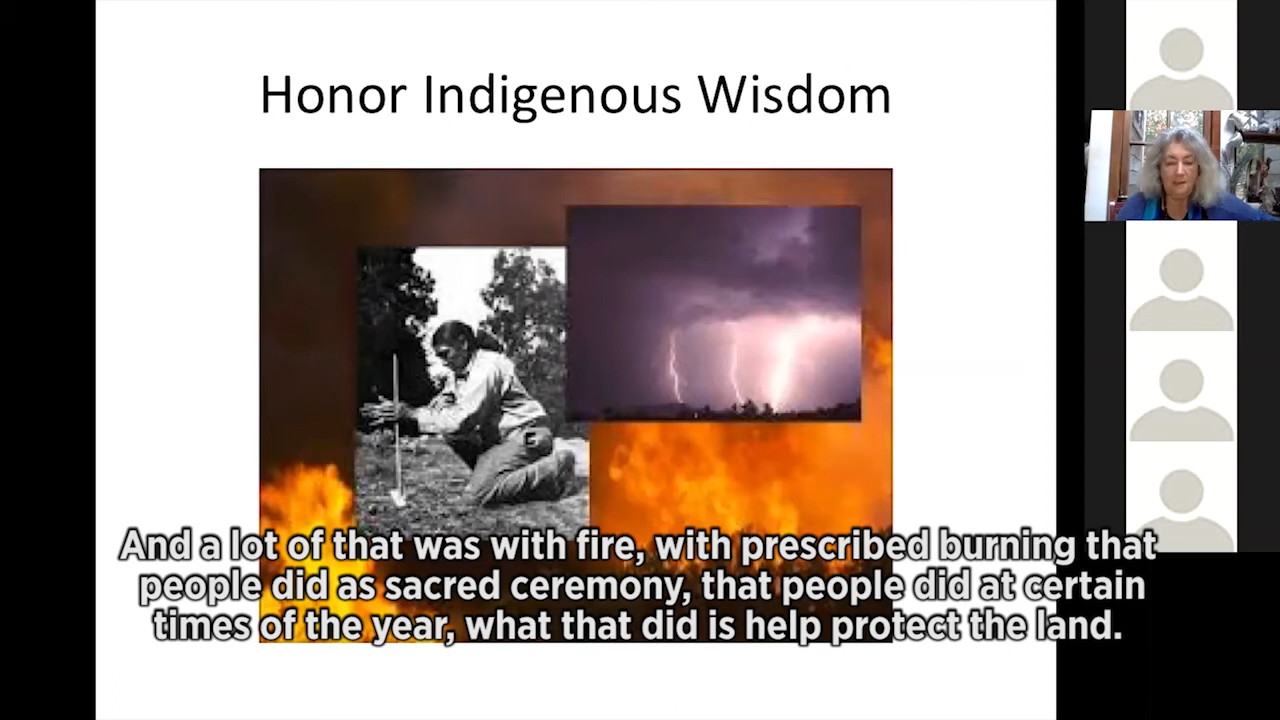 Honor Indigenous Wisdom
And a lot of that was with fire, with prescribed burning that
people did as sacred ceremony, that people did at certain
times of the year, what that did is help protect the land.